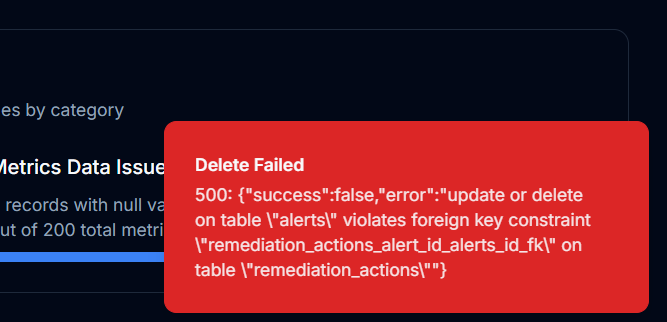 es by category
Metrics Data Issue
records with null va
ut of 200 total metri
Delete Failed
500: {"success":false,"error":"update or delete
on table \"alerts\" violates foreign key constraint
\"remediation_actions_alert_id_alerts_id_fk\" on
table \"remediation_actions\""}